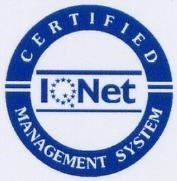 CERTIFIED
IQNet
MANAGEMENT SYSTEM